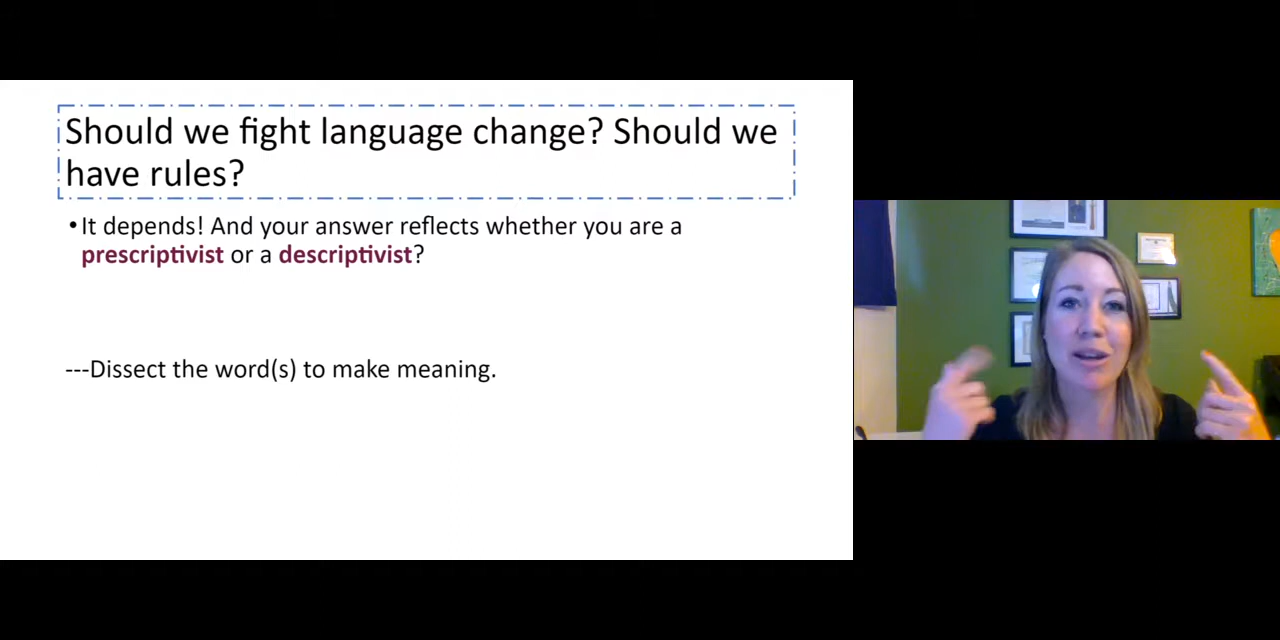 Should we fight language change? Should we
have rules?
•It depends! And your answer reflects whether you are a
prescriptivist or a descriptivist?
---Dissect the word(s) to make meaning.